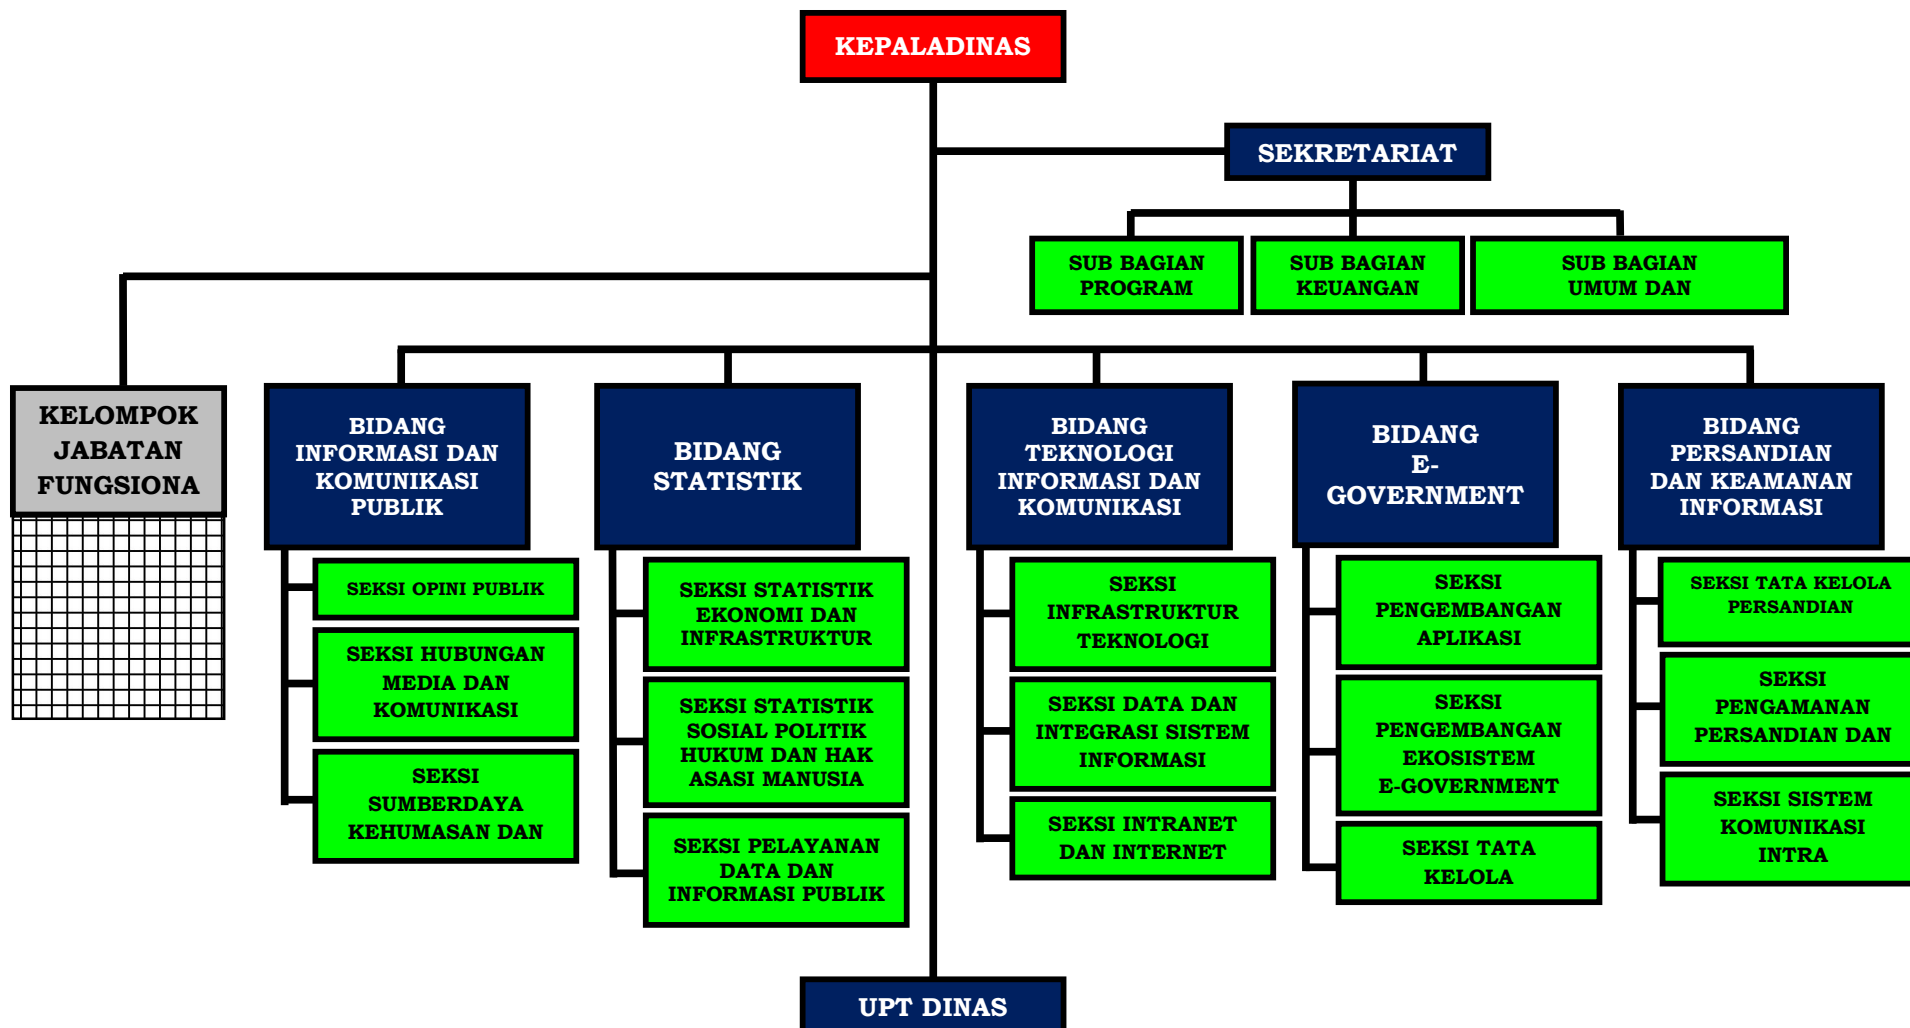 KEPALADINAS
SEKRETARIAT
SUB BAGIAN
PROGRAM
SUB BAGIAN
KEUANGAN
SUB BAGIAN
UMUM DAN
KELOMPOK
JABATAN
FUNGSIONA
BIDANG
INFORMASI DAN
KOMUNIKASI
PUBLIK
SEKSI OPINI PUBLIK
SEKSI HUBUNGAN
MEDIA DAN
KOMUNIKASI
SEKSI
SUMBERDAYA
KEHUMASAN DAN
BIDANG
STATISTIK
SEKSI STATISTIK
EKONOMI DAN
INFRASTRUKTUR
SEKSI STATISTIK
SOSIAL POLITIK
HUKUM DAN HAK
ASASI MANUSIA
SEKSI PELAYANAN
DATA DAN
INFORMASI PUBLIK
BIDANG
TEKNOLOGI
INFORMASI DAN
KOMUNIKASI
SEKSI
INFRASTRUKTUR
TEKNOLOGI
SEKSI DATA DAN
INTEGRASI SISTEM
INFORMASI
SEKSI INTRANET
DAN INTERNET
BIDANG
E-
GOVERNMENT
SEKSI
PENGEMBANGAN
APLIKASI
SEKSI
PENGEMBANGAN
EKOSISTEM
E-GOVERNMENT
SEKSI TATA
KELOLA
BIDANG
PERSANDIAN
DAN KEAMANAN
INFORMASI
SEKSI TATA KELOLA
PERSANDIAN
SEKSI
PENGAMANAN
PERSANDIAN DAN
SEKSI SISTEM
KOMUNIKASI
INTRA
UPT DINAS